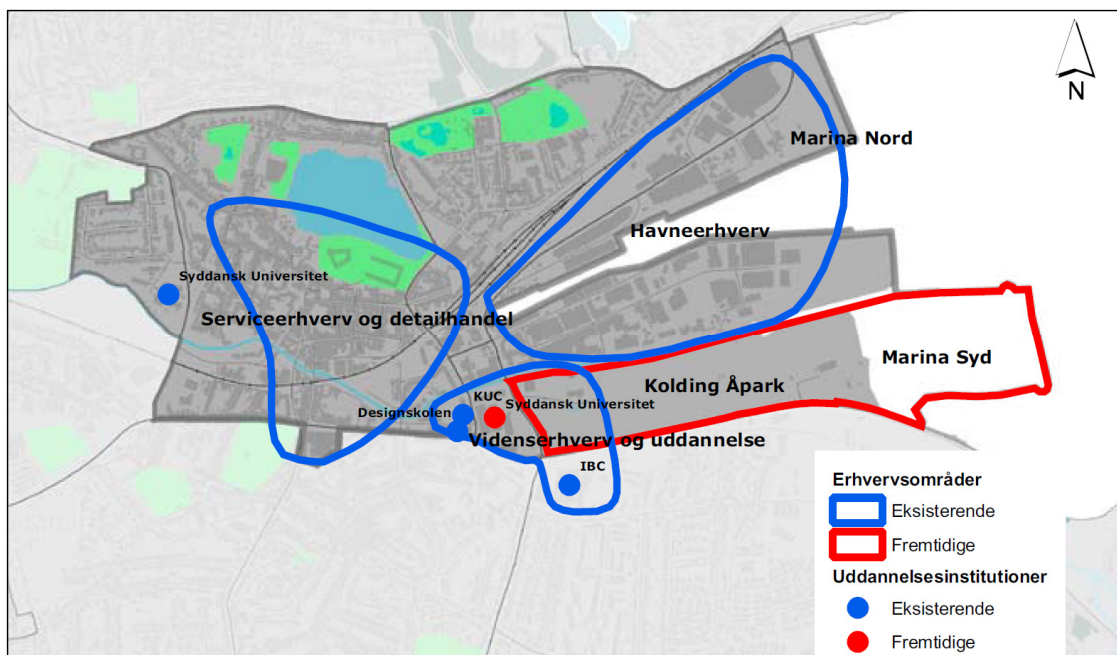 N
Marina Nord
Havneerhverv
Syddansk Universitet
Serviceerhverv og detailhandel
Marina Syd
Kolding Åpark
KUC
Designskolen
Syddansk Universitet
Videnserhverv og uddannelse
IBC
Erhvervsområder
Eksisterende
Fremtidige
Uddannelsesinstitutioner
Eksisterende
Fremtidige